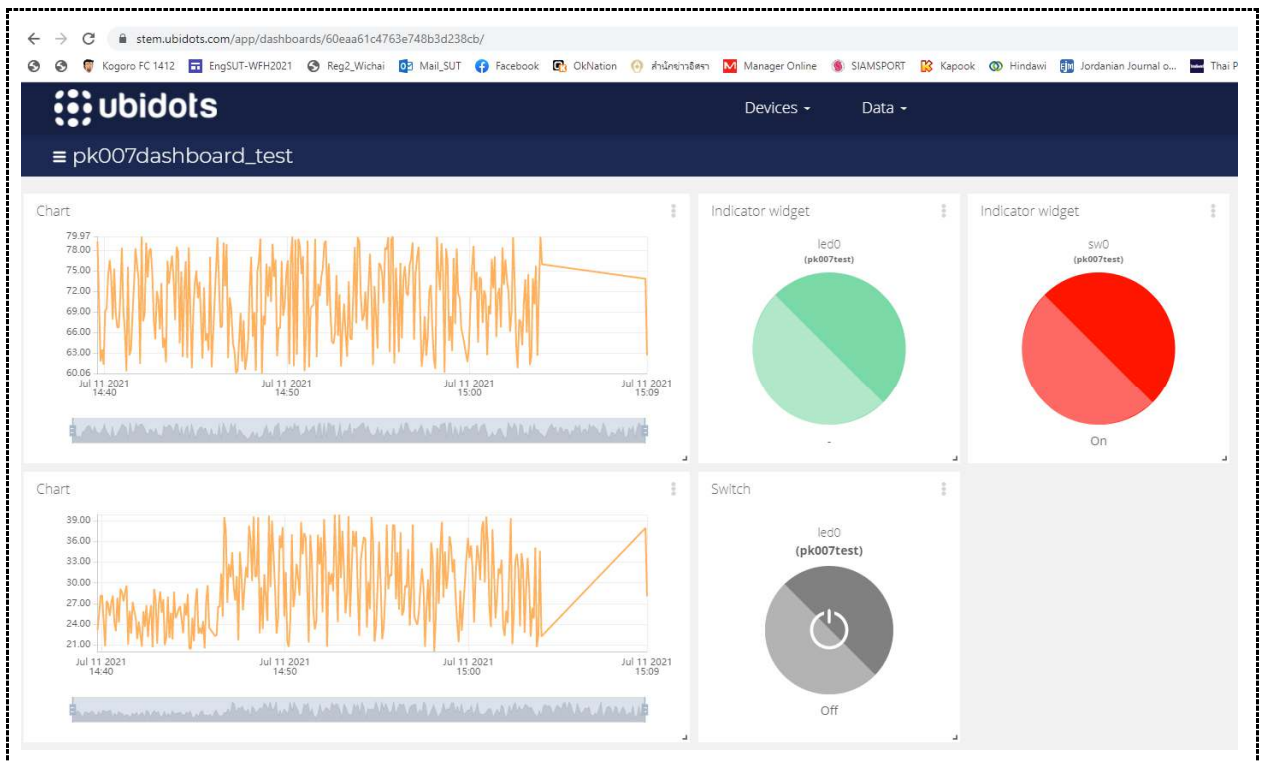 stem.ubidots.com/app/dashboards/60eaa61c4763e748b3d238cb/
Kogoro FC 1412 EngSUT-WFH2021 Reg2_Wichai Mail_SUT Facebook OkNation สำนักข่าวอิศรา Manager Online SIAMSPORT Kapook Hindawi Jordanian Journal o... Thai P
ubidots Devices Data
pk007dashboard_test
Chart
79.97
78.00
75.00
72.00
69.00
66.00
63.00
60.06
Jul 11 2021 Jul 11 2021 Jul 11 2021 Jul 11 2021
14:40 14:50 15:00 15:09
Indicator widget
led0
(pk007test)
-
Indicator widget
sw0
(pk007test)
On
Chart
39.00
36.00
33.00
30.00
27.00
24.00
21.00
Jul 11 2021 Jul 11 2021 Jul 11 2021 Jul 11 2021
14:40 14:50 15:00 15:09
Switch
led0
(pk007test)
Off